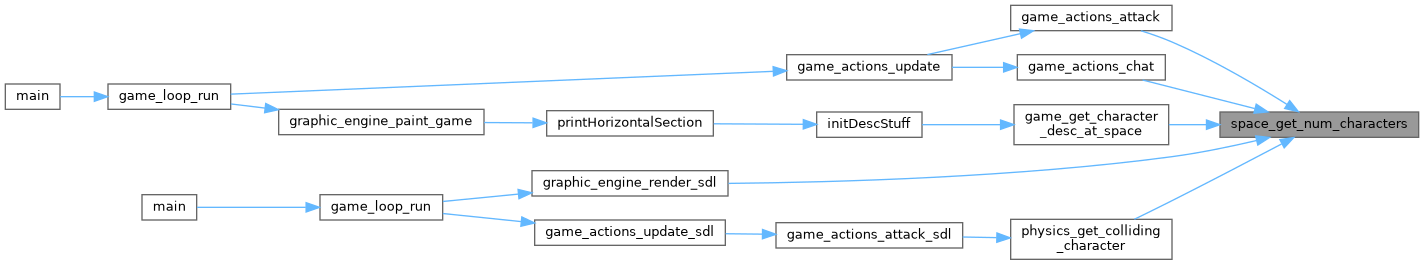 game_actions_attack
game_actions_update
game_actions_chat
main
game_loop_run
graphic_engine_paint_game
printHorizontalSection
initDescStuff
game_get_character
_desc_at_space
space_get_num_characters
graphic_engine_render_sdl
main
game_loop_run
game_actions_update_sdl
game_actions_attack_sdl
physics_get_colliding
_character